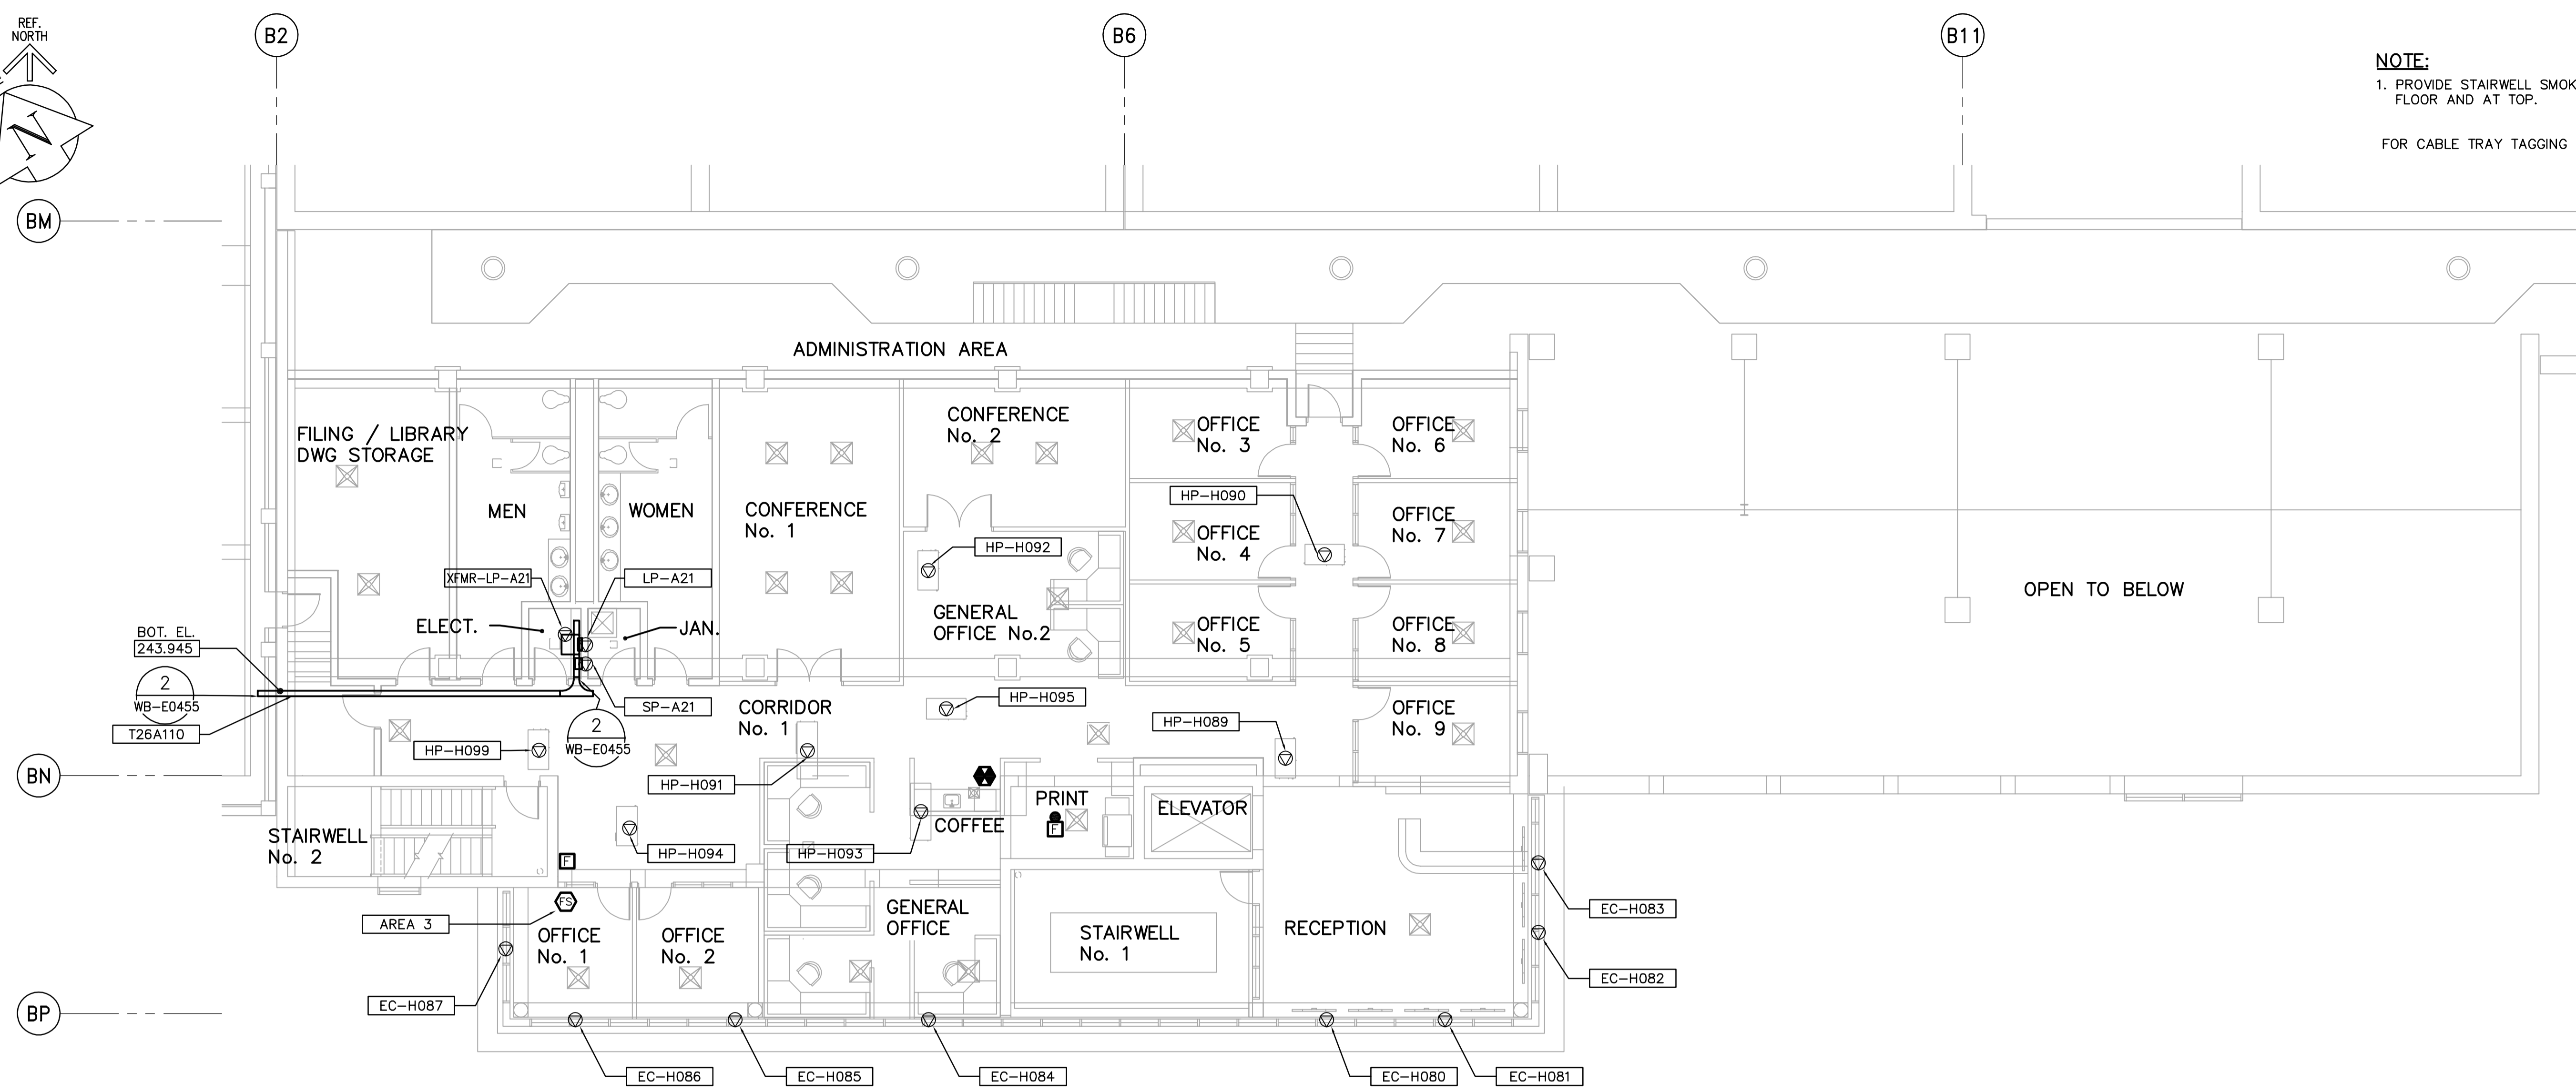 REF.
NORTH
N
B2
B6
B11
NOTE:
1. PROVIDE STAIRWELL SMOK
FLOOR AND AT TOP.
FOR CABLE TRAY TAGGING
BM
ADMINISTRATION AREA
FILING / LIBRARY
DWG STORAGE
MEN
WOMEN
CONFERENCE
No. 1
CONFERENCE
No. 2
OFFICE
No. 3
OFFICE
No. 6
HP-H090
OFFICE
No. 4
OFFICE
No. 7
HP-H092
XFMR-LP-A21
LP-A21
OPEN TO BELOW
GENERAL
OFFICE No.2
OFFICE
No. 5
OFFICE
No. 8
ELECT.
JAN.
BOT. EL.
243.945
2
WB-E0455
T26A110
SP-A21
2
WB-E0455
CORRIDOR
No. 1
HP-H095
HP-H089
OFFICE
No. 9
HP-H099
HP-H091
BN
PRINT
F
ELEVATOR
COFFEE
STAIRWELL
No. 2
F
HP-H094
HP-H093
FS
AREA 3
OFFICE
No. 1
OFFICE
No. 2
GENERAL
OFFICE
STAIRWELL
No. 1
RECEPTION
EC-H083
EC-H082
EC-H087
BP
EC-H086
EC-H085
EC-H084
EC-H080
EC-H081